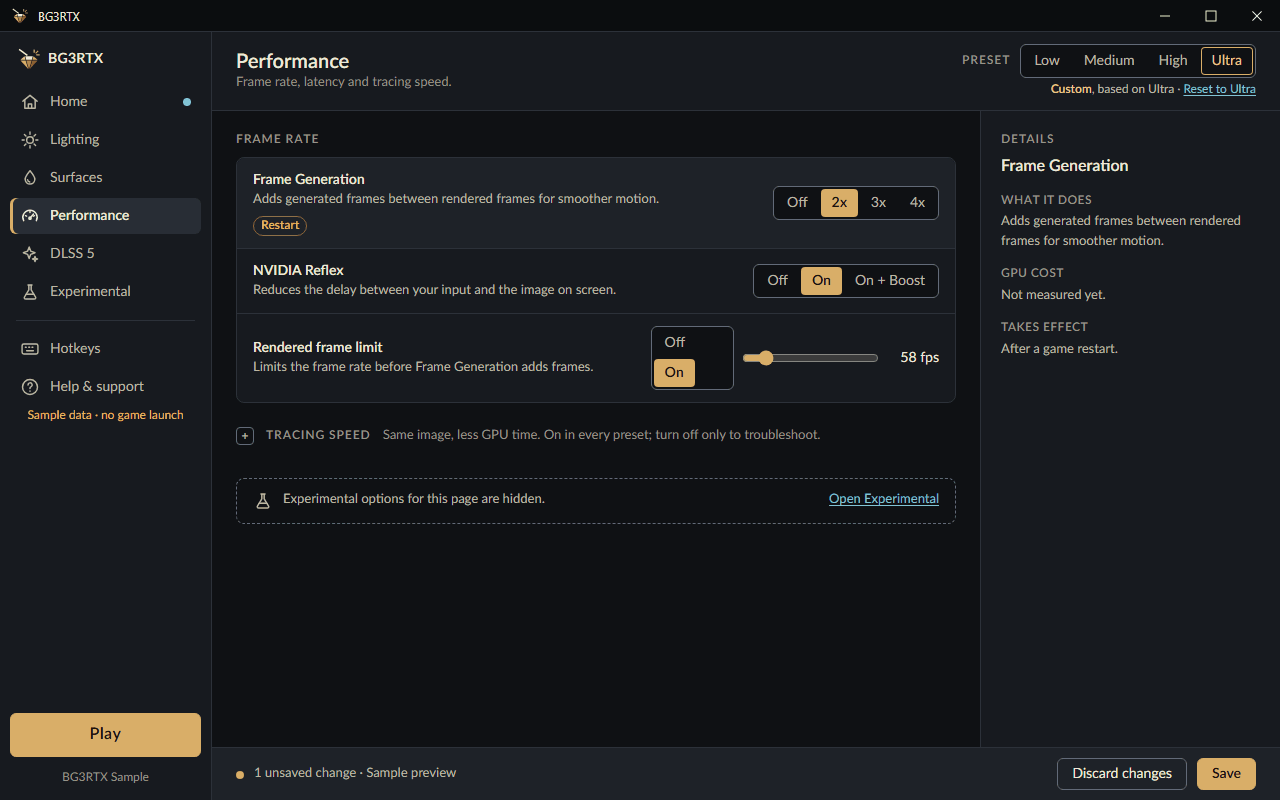 BG3RTX
BG3RTX
Home
Lighting
Surfaces
Performance
DLSS 5
Experimental
Hotkeys
Help & support
Sample data · no game launch
Play
BG3RTX Sample
Performance
Frame rate, latency and tracing speed.
PRESET Low Medium High Ultra
Custom, based on Ultra · Reset to Ultra
FRAME RATE
Frame Generation
Adds generated frames between rendered frames for smoother motion.
Restart
Off 2x 3x 4x
NVIDIA Reflex
Reduces the delay between your input and the image on screen.
Off On On + Boost
Rendered frame limit
Limits the frame rate before Frame Generation adds frames.
Off
On
58 fps
TRACING SPEED Same image, less GPU time. On in every preset; turn off only to troubleshoot.
Experimental options for this page are hidden. Open Experimental
DETAILS
Frame Generation
WHAT IT DOES
Adds generated frames between rendered
frames for smoother motion.
GPU COST
Not measured yet.
TAKES EFFECT
After a game restart.
1 unsaved change · Sample preview
Discard changes Save